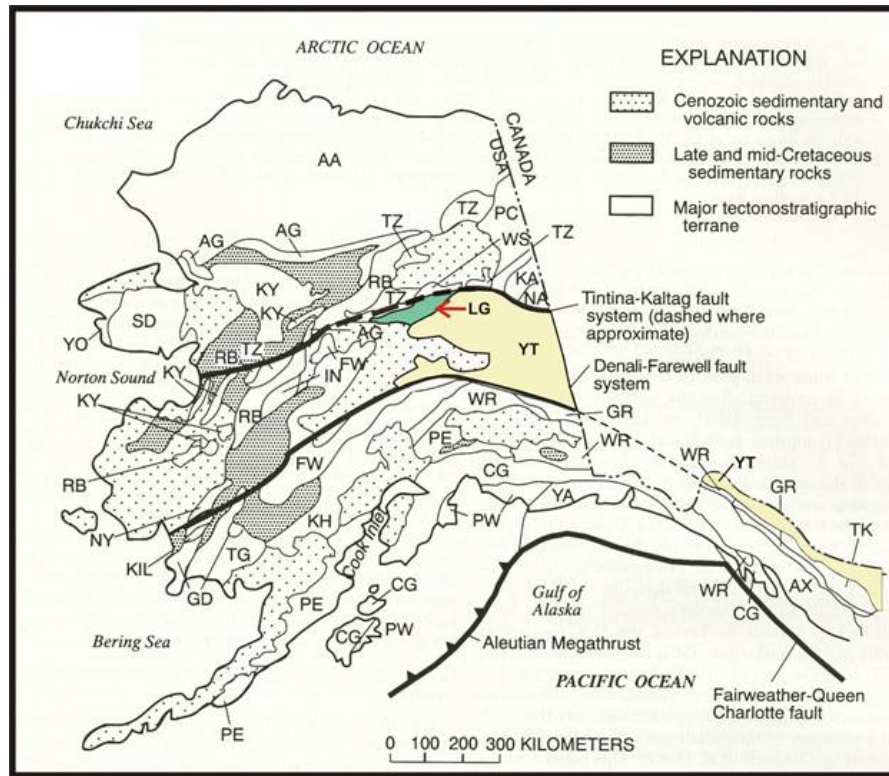 ARCTIC OCEAN
EXPLANATION
Chukchi Sea
Cenozoic sedimentary and
volcanic rocks
Late and mid-Cretaceous
sedimentary rocks
Major tectonostratigraphic
terrane
CANADA
USA
AA
TZ
PC
AG
AG
TZ
WS
TZ
KY
RB
KA
KY
TZ
NA
SD
LG
Tintina-Kaltag fault
system (dashed where
approximate)
YO
AG
RB
TZ
FW
YT
KY
Norton Sound
IN
Denali-Farewell fault
system
KY
RB
WR
GR
PE
WR
FW
WR
YT
RB
CG
GR
NY
KH
PW
YA
TG
Cook Inlet
TK
KIL
GD
PE
CG
WR
AX
Gulf of
Alaska
CG
Bering Sea
CG
PW
Aleutian Megathrust
PACIFIC OCEAN
Fairweather-Queen
Charlotte fault
PE
0 100 200 300 KILOMETERS